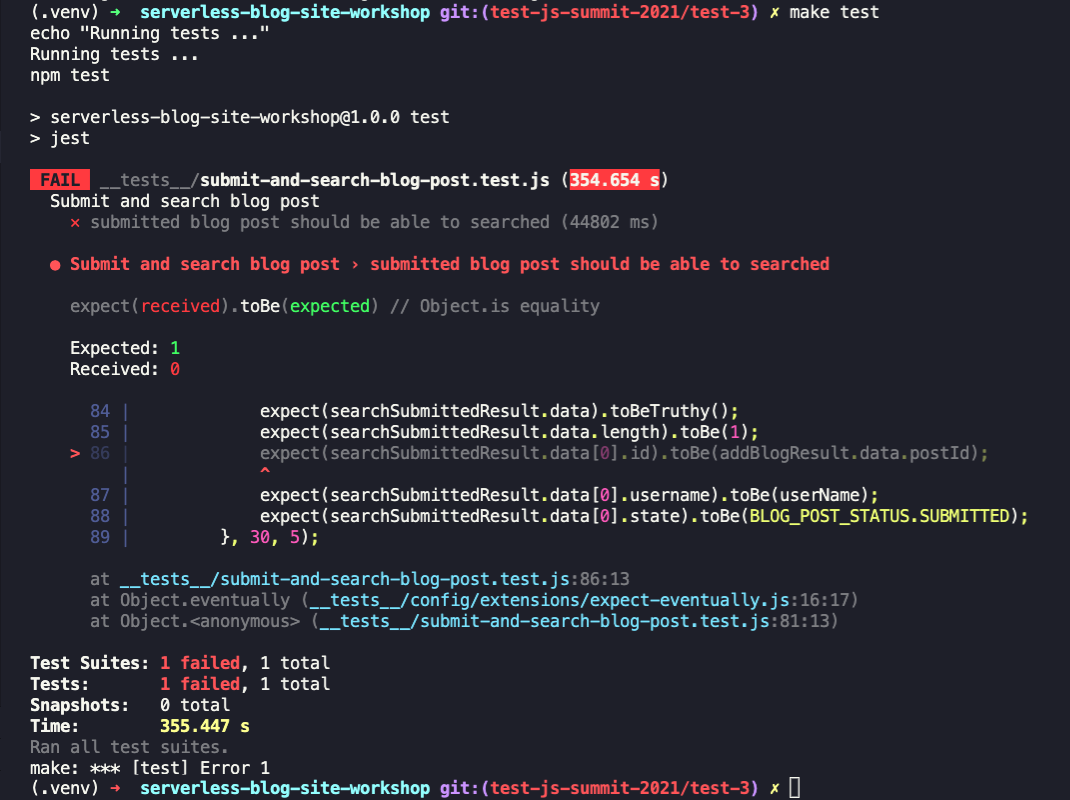 (.venv) → serverless-blog-site-workshop git:(test-js-summit-2021/test-3) ✗ make test
echo "Running tests ..."
Running tests ...
npm test
> serverless-blog-site-workshop@1.0.0 test
> jest
FAIL __tests__/submit-and-search-blog-post.test.js (354.654 s)
Submit and search blog post
✕ submitted blog post should be able to searched (44802 ms)
● Submit and search blog post › submitted blog post should be able to searched
expect(received).toBe(expected) // Object.is equality
Expected: 1
Received: 0
84 |             expect(searchSubmittedResult.data).toBeTruthy();
85 |             expect(searchSubmittedResult.data.length).toBe(1);
> 86 |             expect(searchSubmittedResult.data[0].id).toBe(addBlogResult.data.postId);
|             ^
87 |             expect(searchSubmittedResult.data[0].username).toBe(userName);
88 |             expect(searchSubmittedResult.data[0].state).toBe(BLOG_POST_STATUS.SUBMITTED);
89 |         }, 30, 5);
at __tests__/submit-and-search-blog-post.test.js:86:13
at Object.eventually (__tests__/config/extensions/expect-eventually.js:16:17)
at Object.<anonymous> (__tests__/submit-and-search-blog-post.test.js:81:13)
Test Suites: 1 failed, 1 total
Tests:       1 failed, 1 total
Snapshots:   0 total
Time:        355.447 s
Ran all test suites.
make: *** [test] Error 1
(.venv) → serverless-blog-site-workshop git:(test-js-summit-2021/test-3) ✗